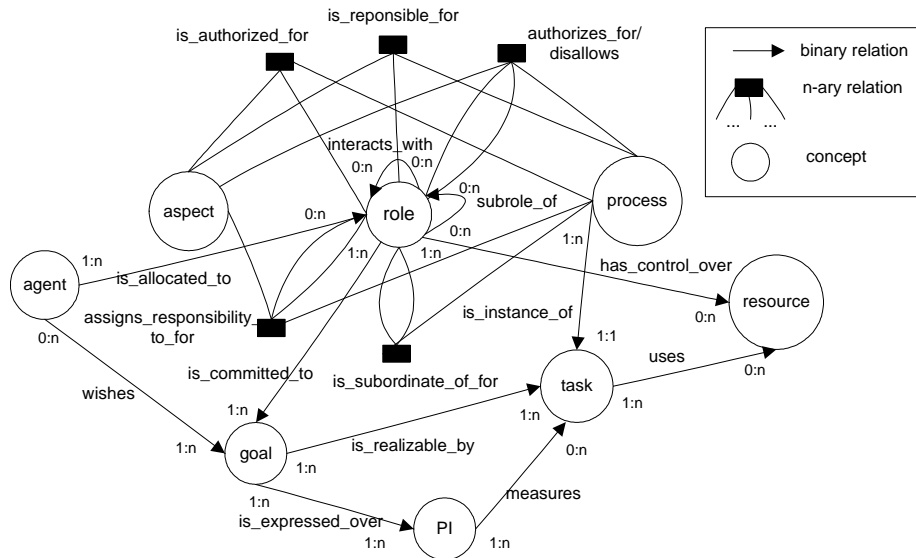 is_reponsible_for
is_authorized_for
authorizes_for/
disallows
binary relation
n-ary relation
... ...
concept
interacts_with
0:n
0:n
aspect
role
0:n
subrole_of
process
0:n
0:n
1:n
is_allocated_to
1:n
1:n
1:n
has_control_over
agent
resource
0:n
0:n
assigns_responsibility_
to_for
is_instance_of
1:1
is_committed_to
is_subordinate_of_for
uses
0:n
wishes
task
1:n
1:n
1:n
1:n
goal
is_realizable_by
0:n
1:n
1:n
is_expressed_over
measures
1:n
PI
1:n